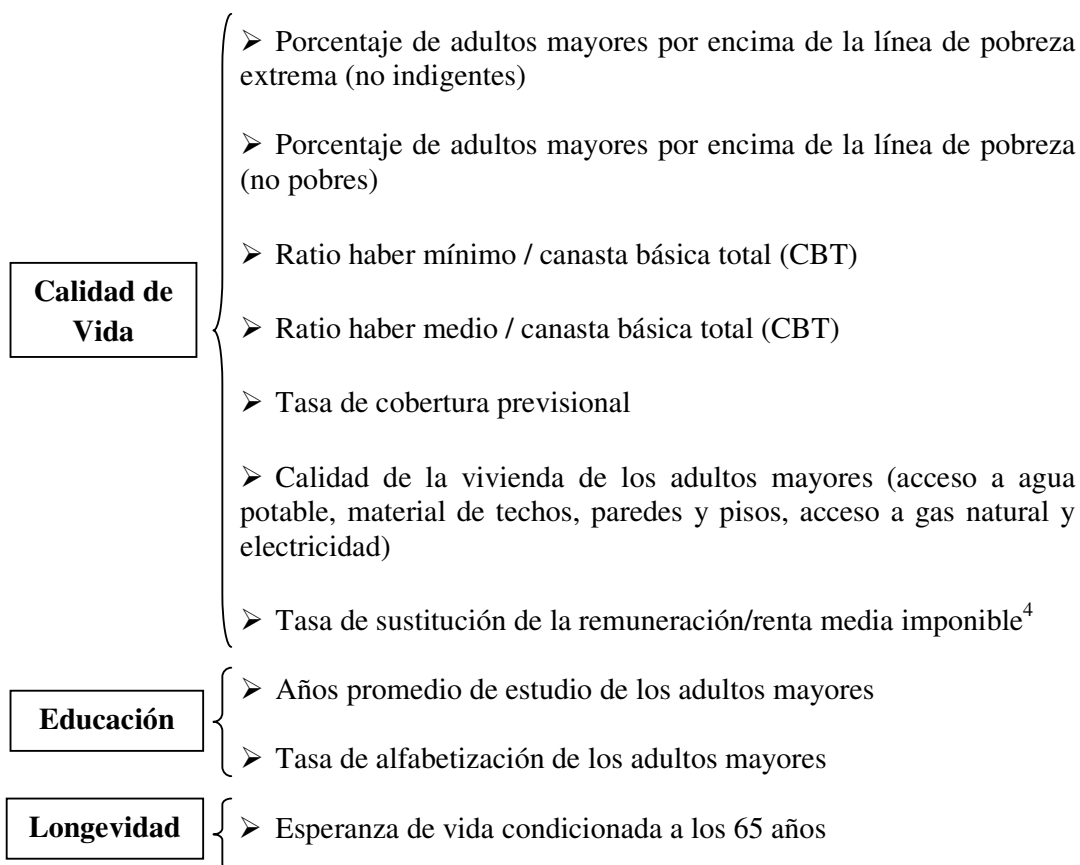 ➢ Porcentaje de adultos mayores por encima de la línea de pobreza
extrema (no indigentes)
➢ Porcentaje de adultos mayores por encima de la línea de pobreza
(no pobres)
➢ Ratio haber mínimo / canasta básica total (CBT)
Calidad de
Vida
➢ Ratio haber medio / canasta básica total (CBT)
➢ Tasa de cobertura previsional
➢ Calidad de la vivienda de los adultos mayores (acceso a agua
potable, material de techos, paredes y pisos, acceso a gas natural y
electricidad)
➢ Tasa de sustitución de la remuneración/renta media imponible⁴
Educación
➢ Años promedio de estudio de los adultos mayores
➢ Tasa de alfabetización de los adultos mayores
Longevidad
➢ Esperanza de vida condicionada a los 65 años